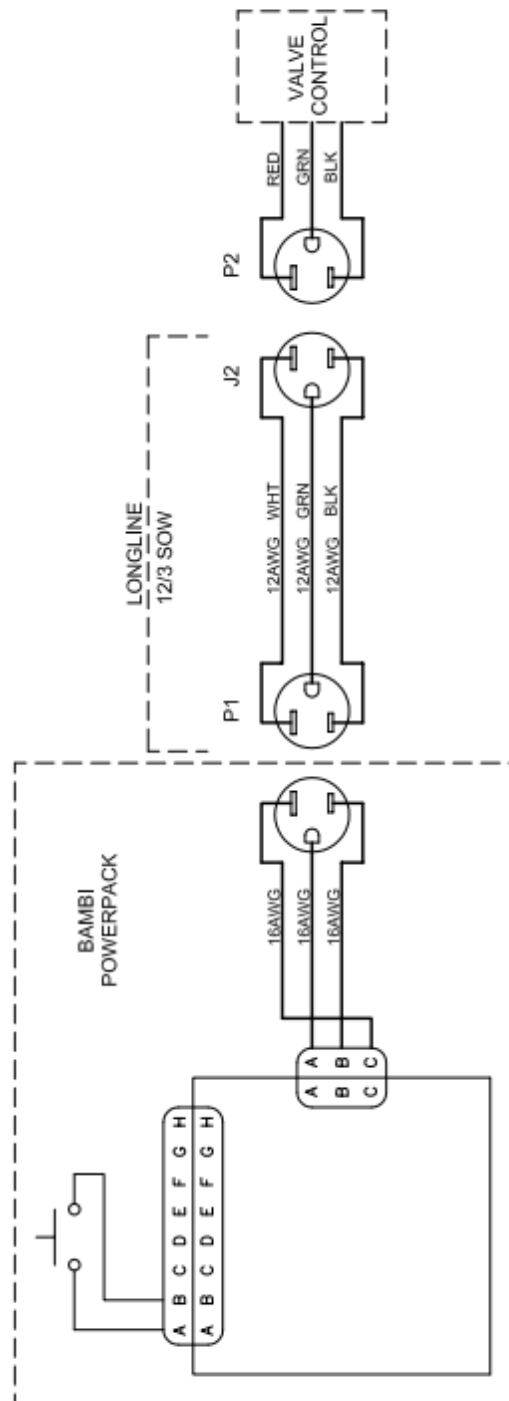 VALVE
CONTROL
RED
GRN
BLK
P2
J2
LONGLINE
12/3 SOW
12AWG WHT
12AWG GRN
12AWG BLK
P1
BAMBI
POWERPACK
16AWG
16AWG
16AWG
A B C
A B C
A B C D E F G H
A B C D E F G H